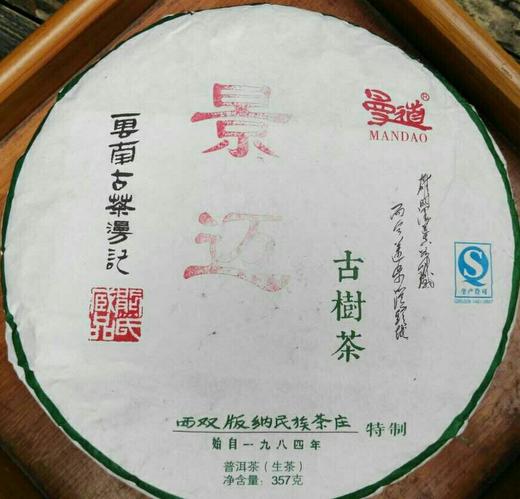 景迈
曼道®
MANDAO
雲南古茶漫記
古樹茶
西双版纳民族茶庄 特制
始自一九八四年
普洱茶（生茶）
净含量：357克